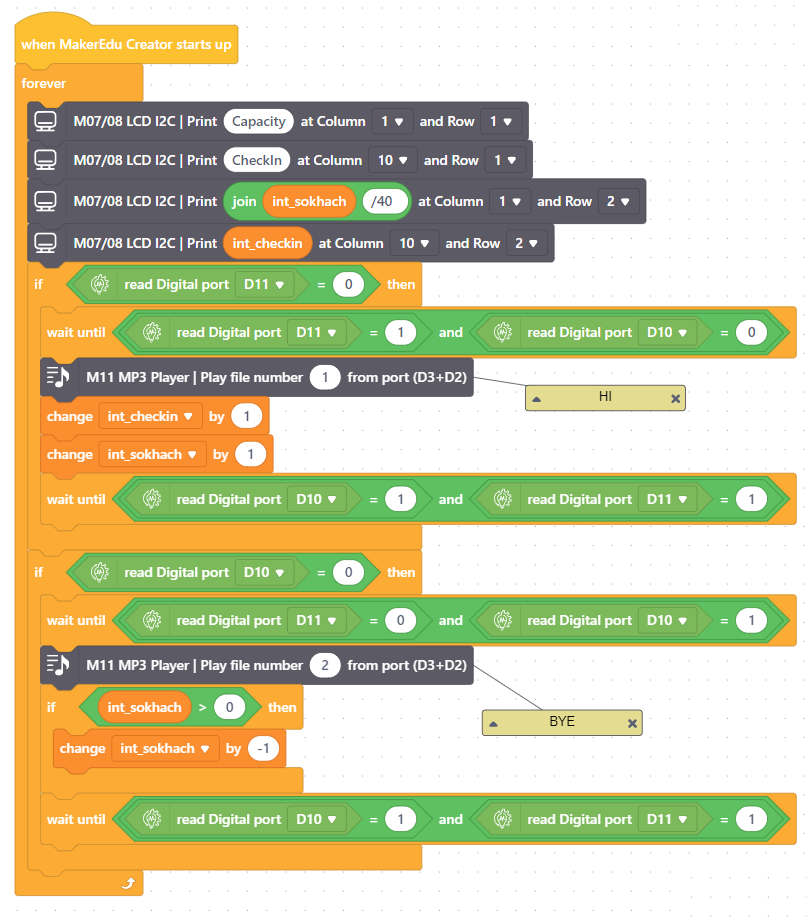 when MakerEdu Creator starts up
forever
M07/08 LCD I2C | Print Capacity at Column 1 and Row 1
M07/08 LCD I2C | Print CheckIn at Column 10 and Row 1
M07/08 LCD I2C | Print join int_sokhach /40 at Column 1 and Row 2
M07/08 LCD I2C | Print int_checkin at Column 10 and Row 2
if read Digital port D11 = 0 then
wait until read Digital port D11 = 1 and read Digital port D10 = 0
M11 MP3 Player | Play file number 1 from port (D3+D2)
HI
change int_checkin by 1
change int_sokhach by 1
wait until read Digital port D10 = 1 and read Digital port D11 = 1
if read Digital port D10 = 0 then
wait until read Digital port D11 = 0 and read Digital port D10 = 1
M11 MP3 Player | Play file number 2 from port (D3+D2)
if int_sokhach > 0 then
BYE
change int_sokhach by -1
wait until read Digital port D10 = 1 and read Digital port D11 = 1